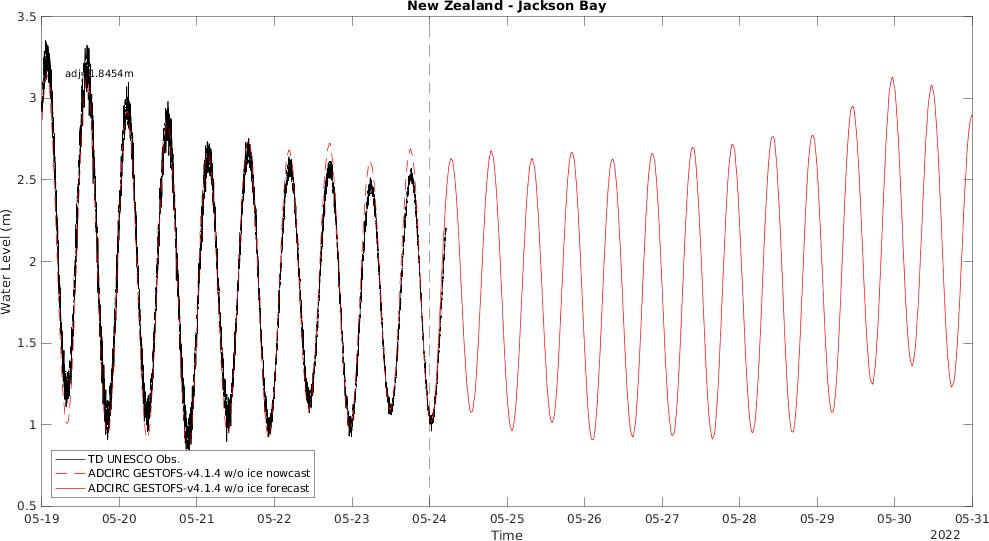 New Zealand - Jackson Bay
3.5
3
2.5
2
1.5
1
0.5
Water Level (m)
adj=1.8454m
TD UNESCO Obs.
ADCIRC GESTOFS-v4.1.4 w/o ice nowcast
ADCIRC GESTOFS-v4.1.4 w/o ice forecast
05-19 05-20 05-21 05-22 05-23 05-24 05-25 05-26 05-27 05-28 05-29 05-30 05-31
Time
2022